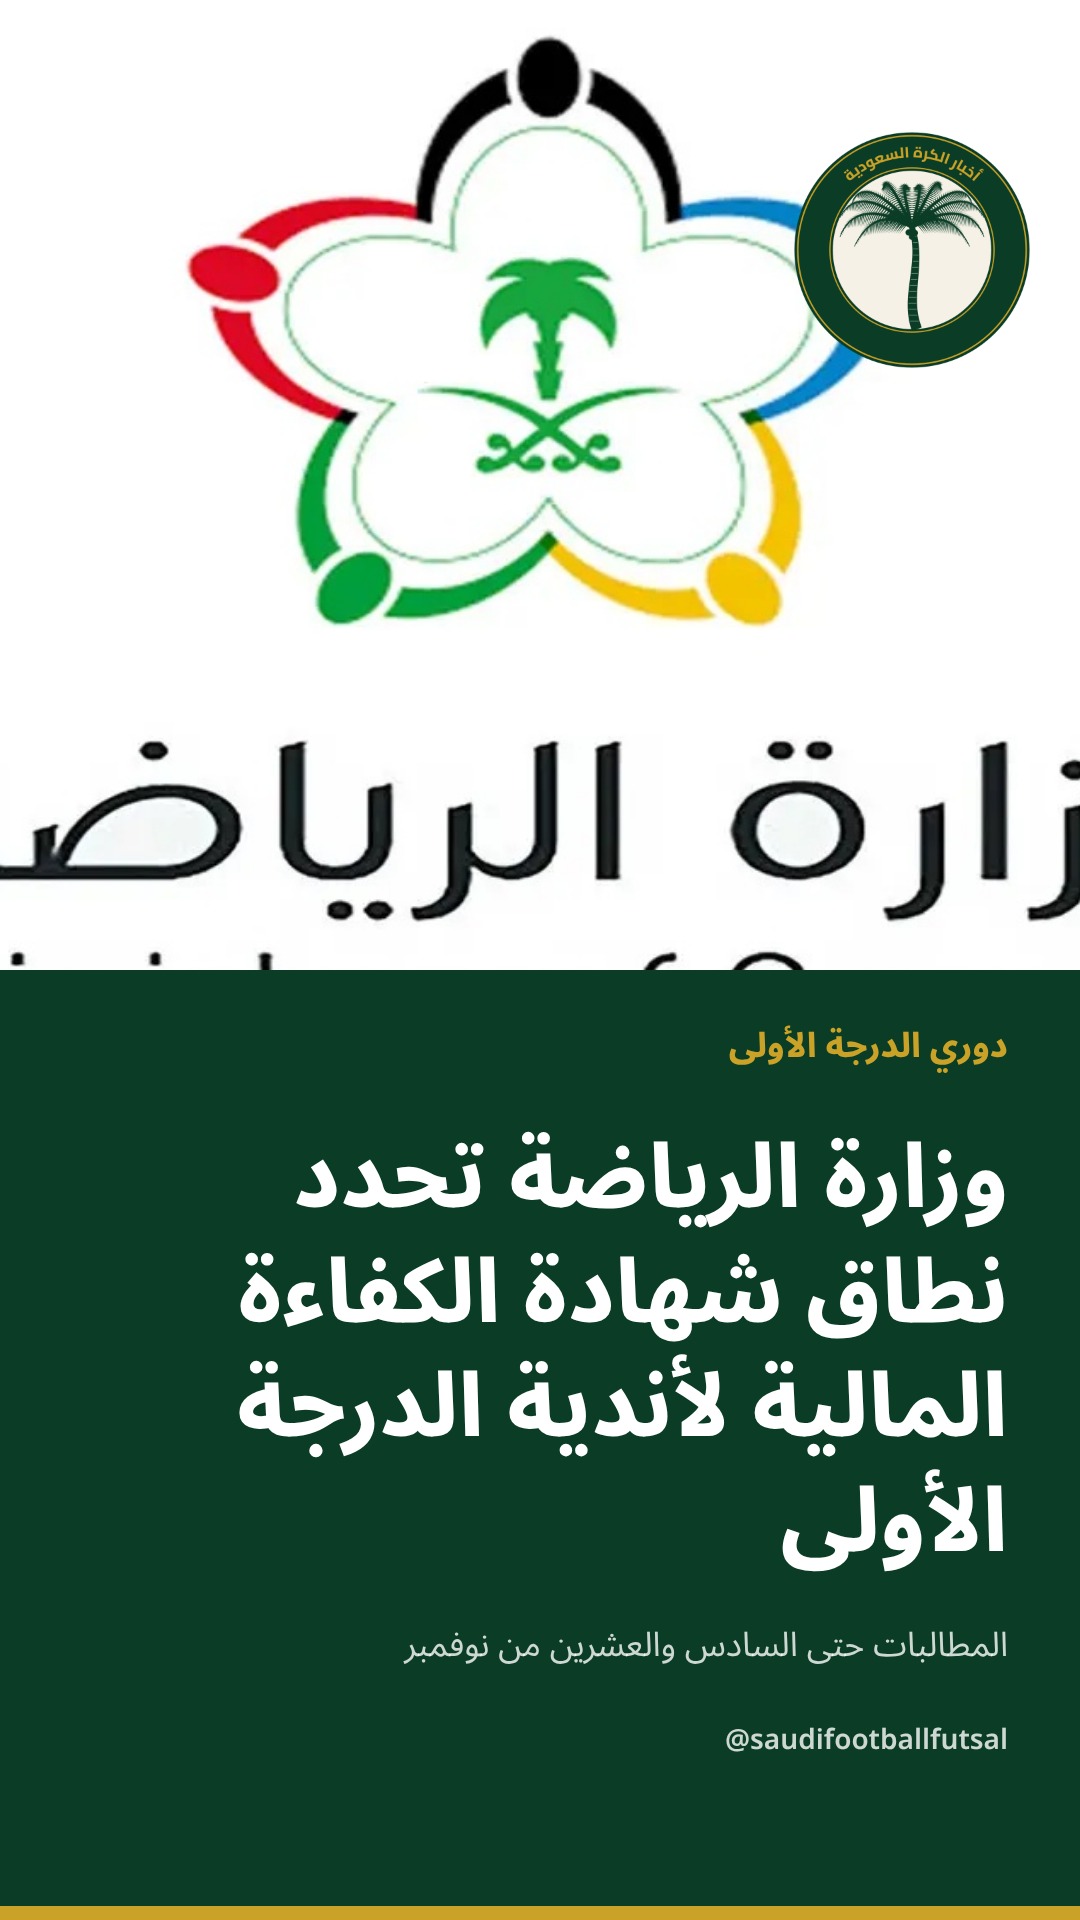 أخبار الكرة السعودية
زارة الرياض
دوري الدرجة الأولى
وزارة الرياضة تحدد
نطاق شهادة الكفاءة
المالية لأندية الدرجة
الأولى
المطالبات حتى السادس والعشرين من نوفمبر
@saudifootballfutsal